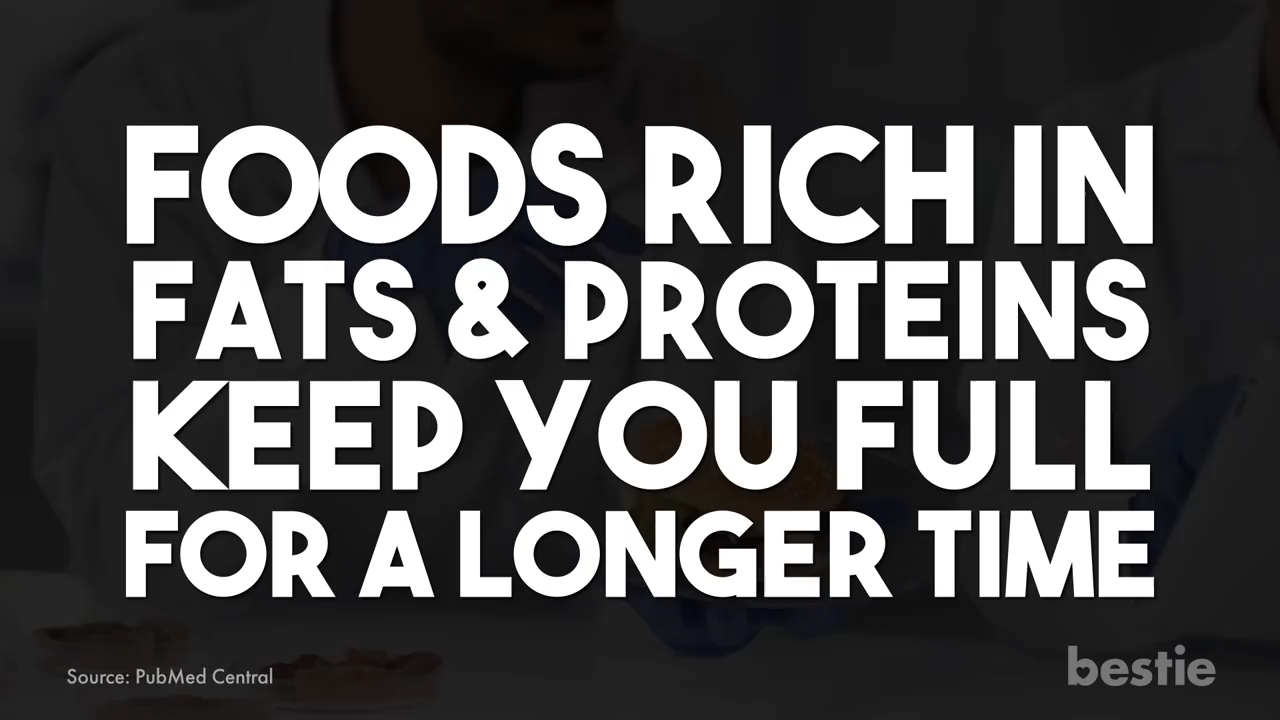 FOODS RICH IN
FATS & PROTEINS
KEEP YOU FULL
FOR A LONGER TIME
Source: PubMed Central
bestie